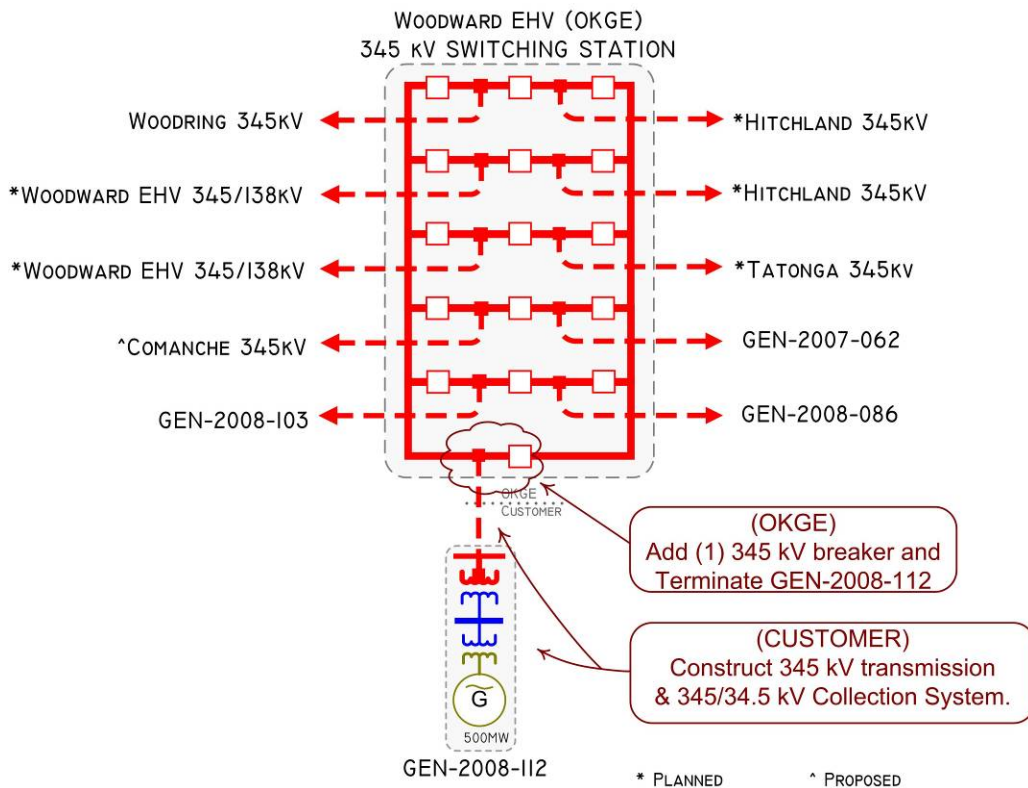 WOODWARD EHV (OKGE)
345 KV SWITCHING STATION
WOODRING 345KV
*HITCHLAND 345KV
*WOODWARD EHV 345/138KV
*HITCHLAND 345KV
*WOODWARD EHV 345/138KV
*TATONGA 345KV
^COMANCHE 345KV
GEN-2007-062
GEN-2008-103
GEN-2008-086
OKGE
CUSTOMER
(OKGE)
Add (1) 345 kV breaker and
Terminate GEN-2008-112
(CUSTOMER)
Construct 345 kV transmission
& 345/34.5 kV Collection System.
G
500MW
GEN-2008-112
* PLANNED
^ PROPOSED